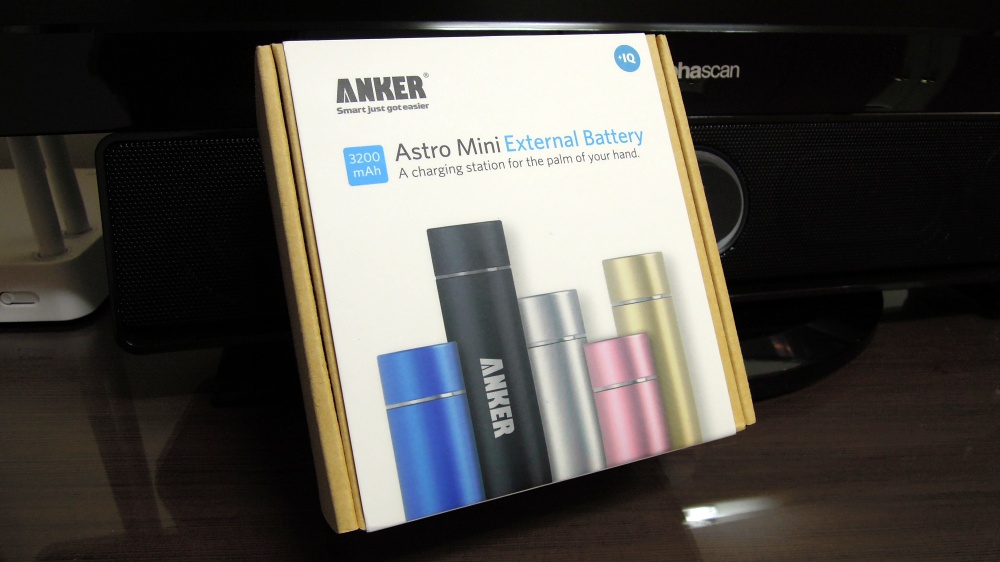 ANKER®
Smart just got easier
+IQ
hascan
3200
mAh
Astro Mini External Battery
A charging station for the palm of your hand.
ANKER